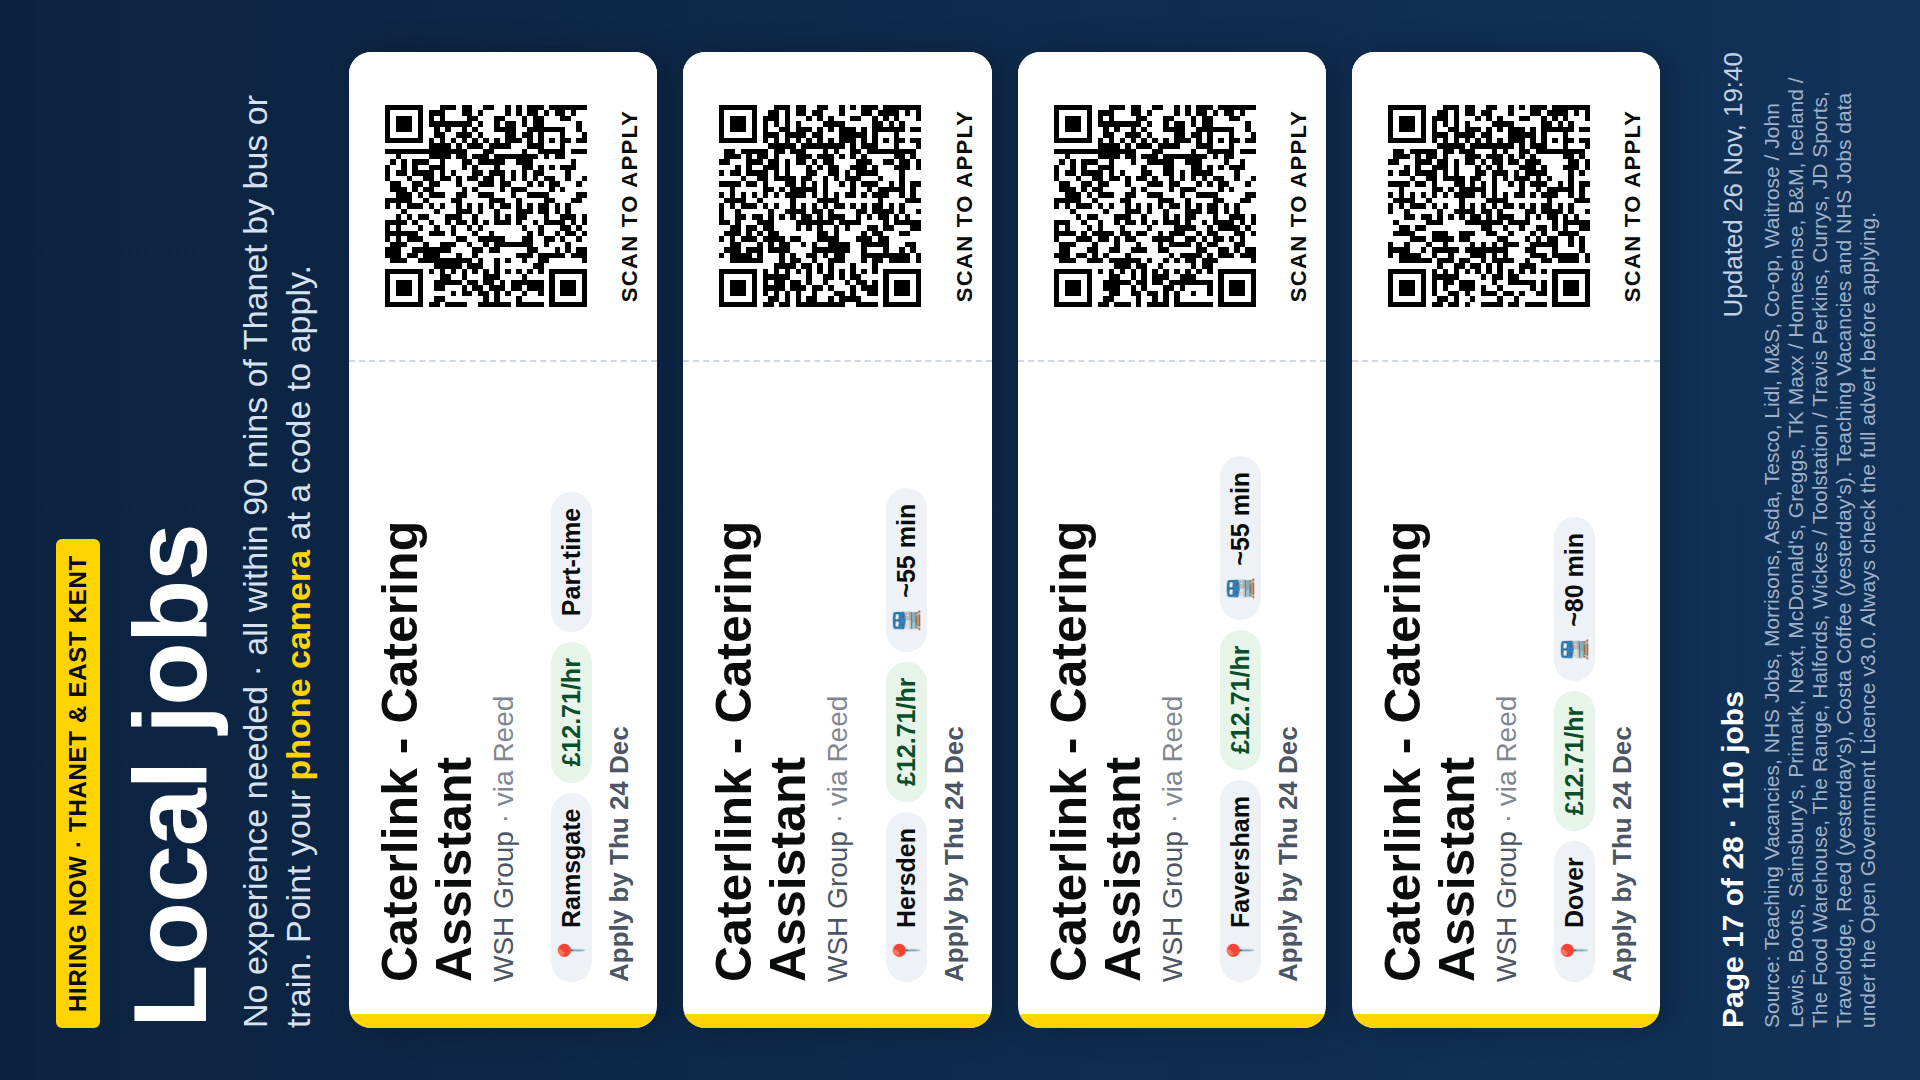 HIRING NOW · THANET & EAST KENT
Local jobs
No experience needed · all within 90 mins of Thanet by bus or
train. Point your phone camera at a code to apply.
Caterlink - Catering
Assistant
WSH Group · via Reed
📍 Ramsgate £12.71/hr Part-time
Apply by Thu 24 Dec
SCAN TO APPLY
Caterlink - Catering
Assistant
WSH Group · via Reed
📍 Hersden £12.71/hr 🚉 ~55 min
Apply by Thu 24 Dec
SCAN TO APPLY
Caterlink - Catering
Assistant
WSH Group · via Reed
📍 Faversham £12.71/hr 🚉 ~55 min
Apply by Thu 24 Dec
SCAN TO APPLY
Caterlink - Catering
Assistant
WSH Group · via Reed
📍 Dover £12.71/hr 🚉 ~80 min
Apply by Thu 24 Dec
SCAN TO APPLY
Page 17 of 28 · 110 jobs
Updated 26 Nov, 19:40
Source: Teaching Vacancies, NHS Jobs, Morrisons, Asda, Tesco, Lidl, M&S, Co-op, Waitrose / John
Lewis, Boots, Sainsbury's, Primark, Next, McDonald's, Greggs, TK Maxx / Homesense, B&M, Iceland /
The Food Warehouse, The Range, Halfords, Wickes / Toolstation / Travis Perkins, Currys, JD Sports,
Travelodge, Reed (yesterday's), Costa Coffee (yesterday's). Teaching Vacancies and NHS Jobs data
under the Open Government Licence v3.0. Always check the full advert before applying.